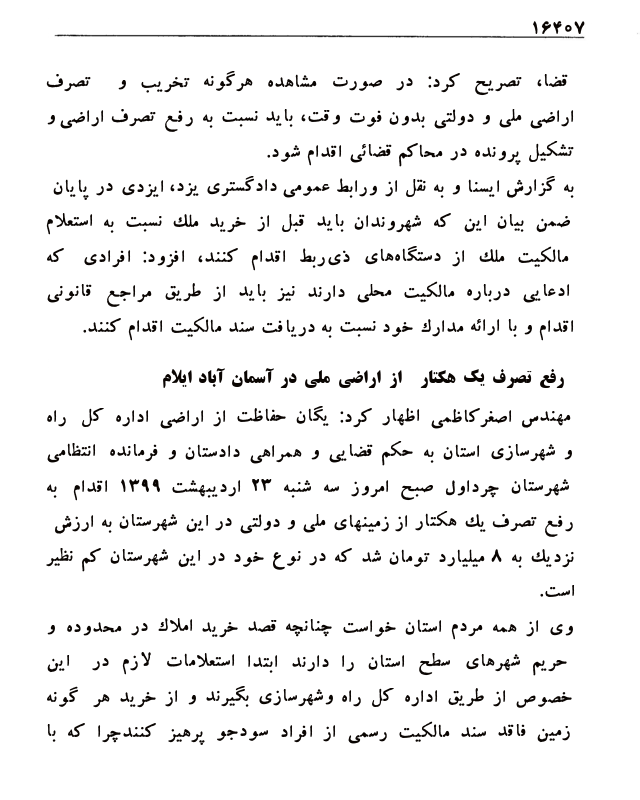 ۱۶۴۰۷
قضا، تصریح کرد: در صورت مشاهده هرگونه تخریب و تصرف
اراضی ملی و دولتی بدون فوت وقت، باید نسبت به رفع تصرف اراضی و
تشکیل پرونده در محاکم قضائی اقدام شود.
به گزارش ایسنا و به نقل از ورابط عمومی دادگستری یزد، ایزدی در پایان
ضمن بیان این که شهروندان باید قبل از خرید ملك نسبت به استعلام
مالکیت ملك از دستگاه‌های ذی‌ربط اقدام کنند، افزود: افرادی که
ادعایی درباره مالکیت محلی دارند نیز باید از طریق مراجع قانونی
اقدام و با ارائه مدارك خود نسبت به دریافت سند مالکیت اقدام کنند.
رفع تصرف یک هکتار از اراضی ملی در آسمان آباد ایلام
مهندس اصغرکاظمی اظهار کرد: یگان حفاظت از اراضی اداره کل راه
و شهرسازی استان به حکم قضایی و همراهی دادستان و فرمانده انتظامی
شهرستان چرداول صبح امروز سه شنبه ۲۳ اردیبهشت ۱۳۹۹ اقدام به
رفع تصرف یك هکتار از زمینهای ملی و دولتی در این شهرستان به ارزش
نزدیك به ۸ میلیارد تومان شد که در نوع خود در این شهرستان کم نظیر
است.
وی از همه مردم استان خواست چنانچه قصد خرید املاك در محدوده و
حریم شهرهای سطح استان را دارند ابتدا استعلامات لازم در این
خصوص از طریق اداره کل راه وشهرسازی بگیرند و از خرید هر گونه
زمین فاقد سند مالکیت رسمی از افراد سودجو پرهیز کنندچرا که با